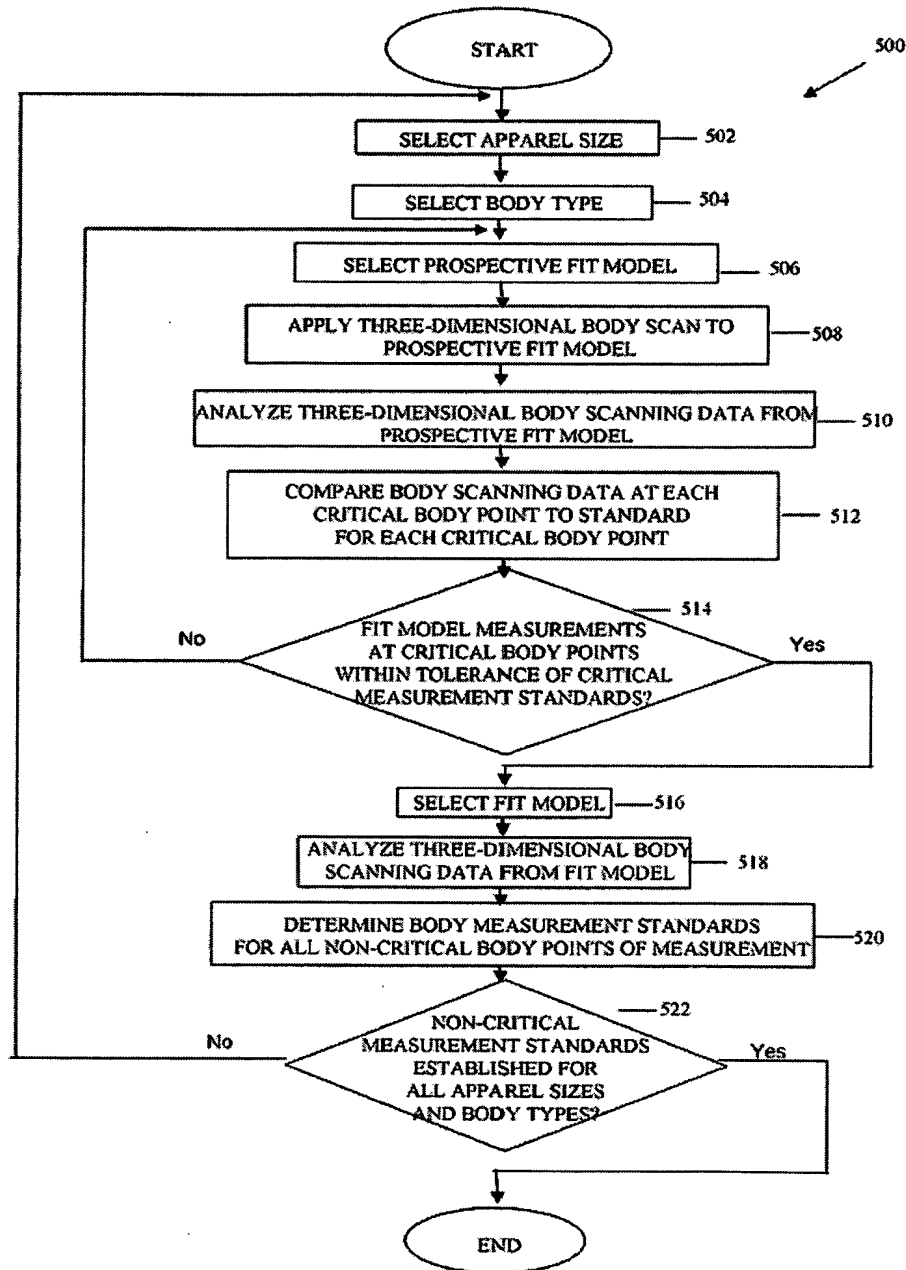 START
500
SELECT APPAREL SIZE
502
SELECT BODY TYPE
504
SELECT PROSPECTIVE FIT MODEL
506
APPLY THREE-DIMENSIONAL BODY SCAN TO
PROSPECTIVE FIT MODEL
508
ANALYZE THREE-DIMENSIONAL BODY SCANNING DATA FROM
PROSPECTIVE FIT MODEL
510
COMPARE BODY SCANNING DATA AT EACH
CRITICAL BODY POINT TO STANDARD
FOR EACH CRITICAL BODY POINT
512
514
No
FIT MODEL MEASUREMENTS
AT CRITICAL BODY POINTS
WITHIN TOLERANCE OF CRITICAL
MEASUREMENT STANDARDS?
Yes
SELECT FIT MODEL
516
ANALYZE THREE-DIMENSIONAL BODY
SCANNING DATA FROM FIT MODEL
518
DETERMINE BODY MEASUREMENT STANDARDS
FOR ALL NON-CRITICAL BODY POINTS OF MEASUREMENT
520
522
No
NON-CRITICAL
MEASUREMENT STANDARDS
ESTABLISHED FOR
ALL APPAREL SIZES
AND BODY TYPES?
Yes
END